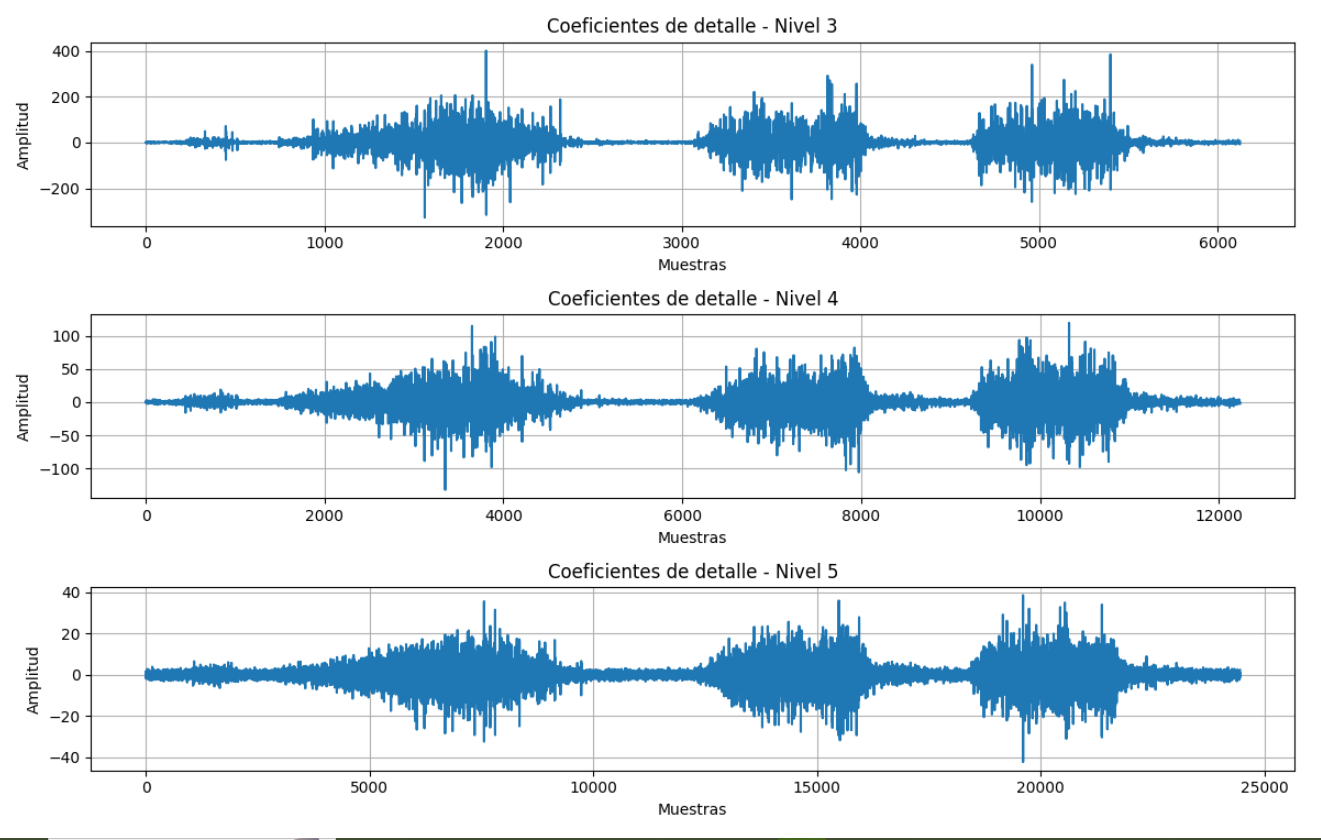 Coeficientes de detalle - Nivel 3
400
200
0
−200
Amplitud
0 1000 2000 3000 4000 5000 6000
Muestras
Coeficientes de detalle - Nivel 4
100
50
0
−50
−100
Amplitud
0 2000 4000 6000 8000 10000 12000
Muestras
Coeficientes de detalle - Nivel 5
40
20
0
−20
−40
Amplitud
0 5000 10000 15000 20000 25000
Muestras